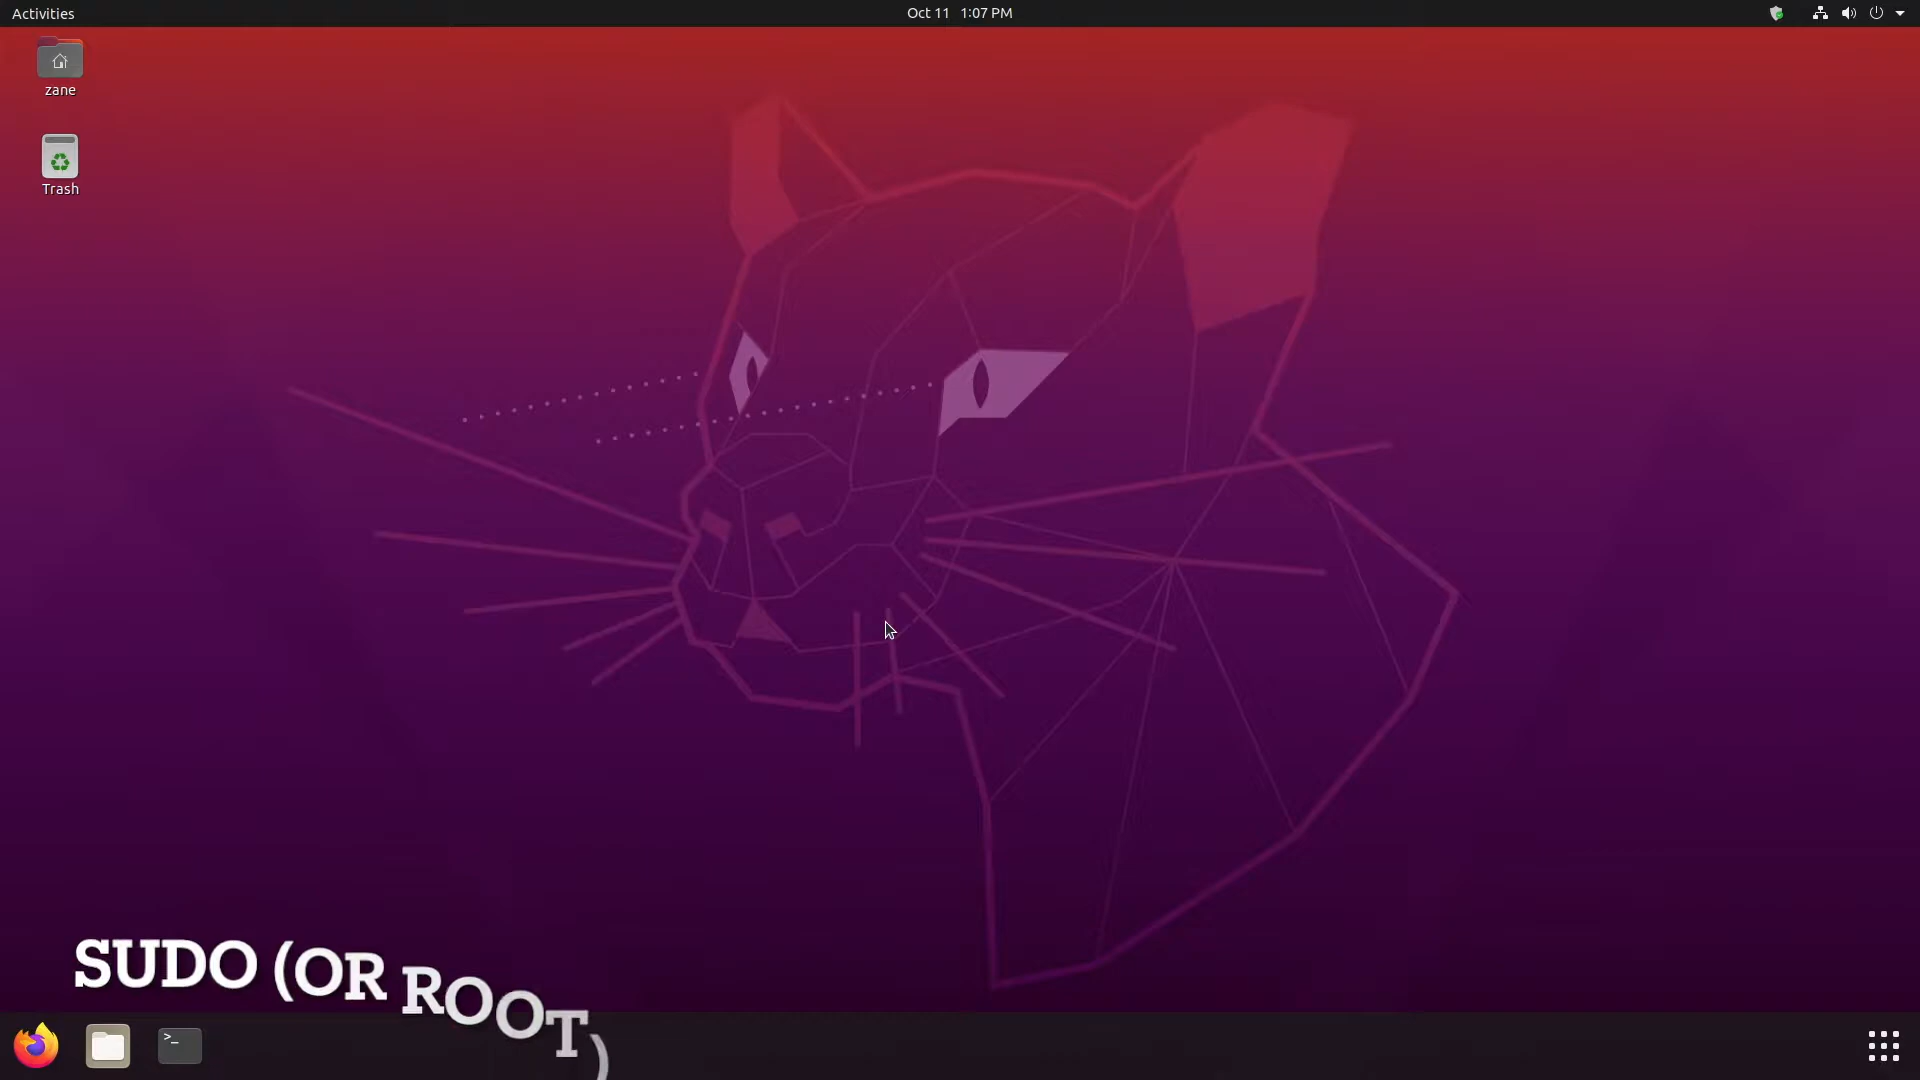 Activities
Oct 11 1:07 PM
zane
Trash
>_
SUDO (OR ROOT)